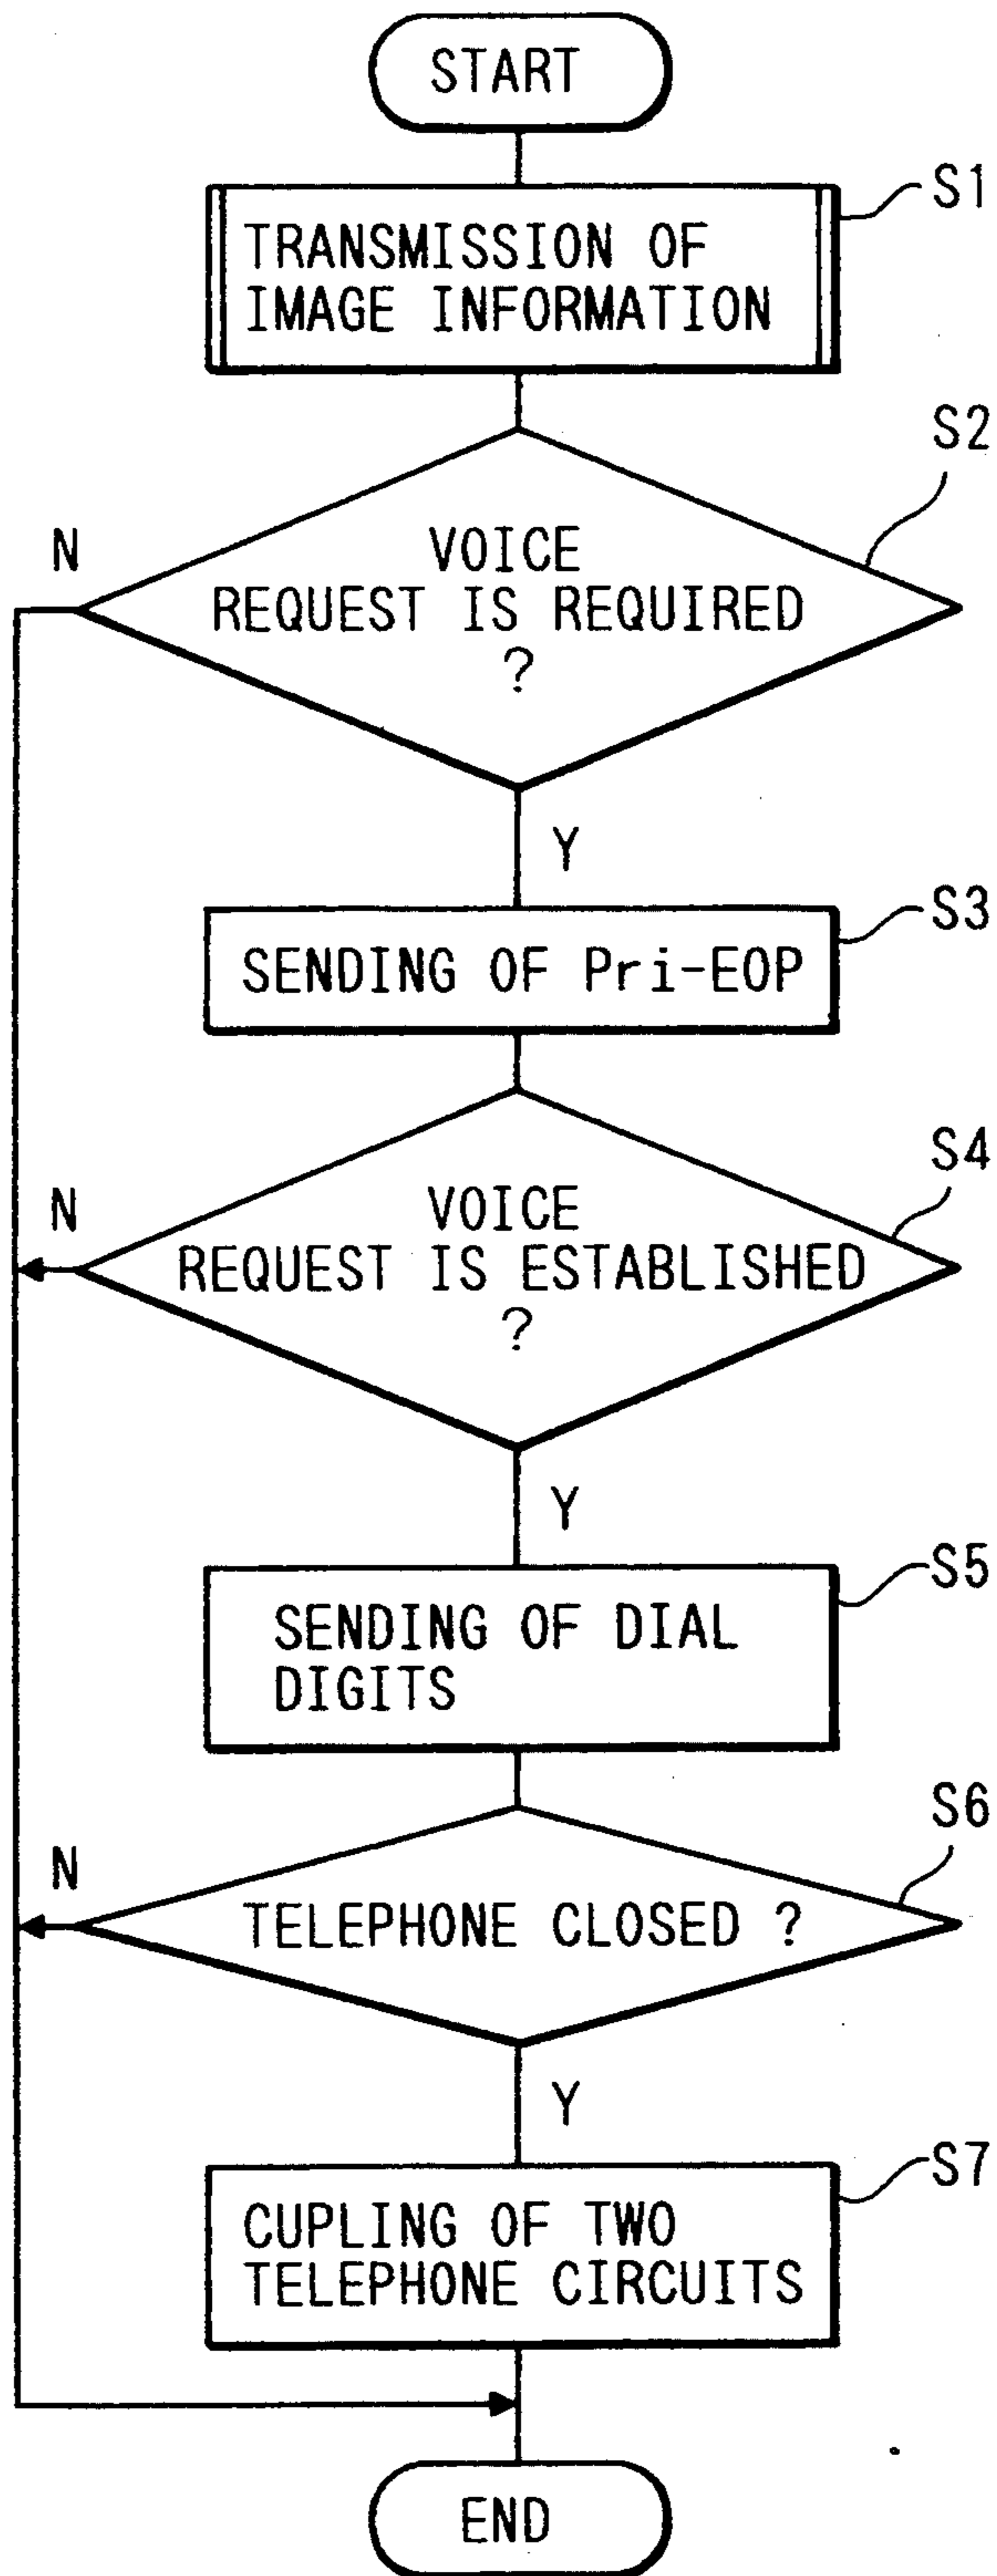 START
S1
TRANSMISSION OF
IMAGE INFORMATION
S2
N
VOICE
REQUEST IS REQUIRED
?
Y
S3
SENDING OF Pri-EOP
S4
N
VOICE
REQUEST IS ESTABLISHED
?
Y
S5
SENDING OF DIAL
DIGITS
S6
N
TELEPHONE CLOSED ?
Y
S7
CUPLING OF TWO
TELEPHONE CIRCUITS
END